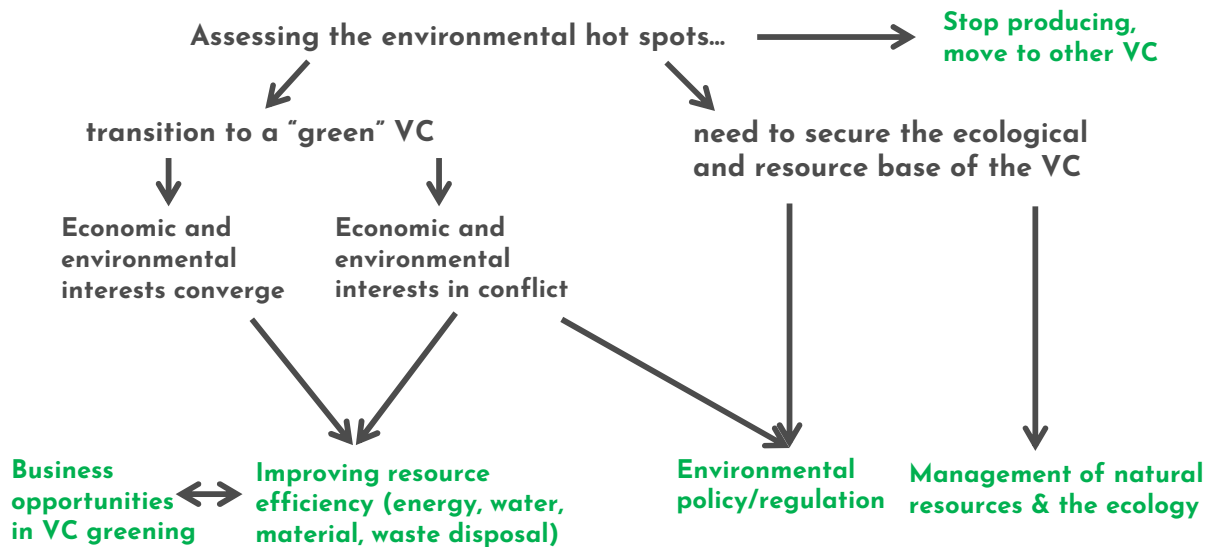 Assessing the environmental hot spots…
Stop producing,
move to other VC
transition to a “green” VC
need to secure the ecological
and resource base of the VC
Economic and
environmental
interests converge
Economic and
environmental
interests in conflict
Business
opportunities
in VC greening
Improving resource
efficiency (energy, water,
material, waste disposal)
Environmental
policy/regulation
Management of natural
resources & the ecology